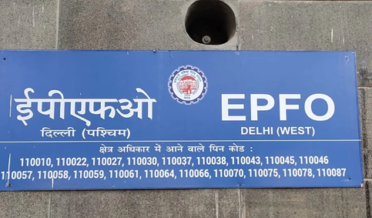 ईपीएफओ
दिल्ली (पश्चिम)
EPFO
DELHI (WEST)
क्षेत्र अधिकार में आने वाले पिन कोड :
110010, 110022, 110027, 110030, 110037, 110038, 110043, 110045, 110046
110057, 110058, 110059, 110061, 110064, 110066, 110070, 110075, 110078, 110087